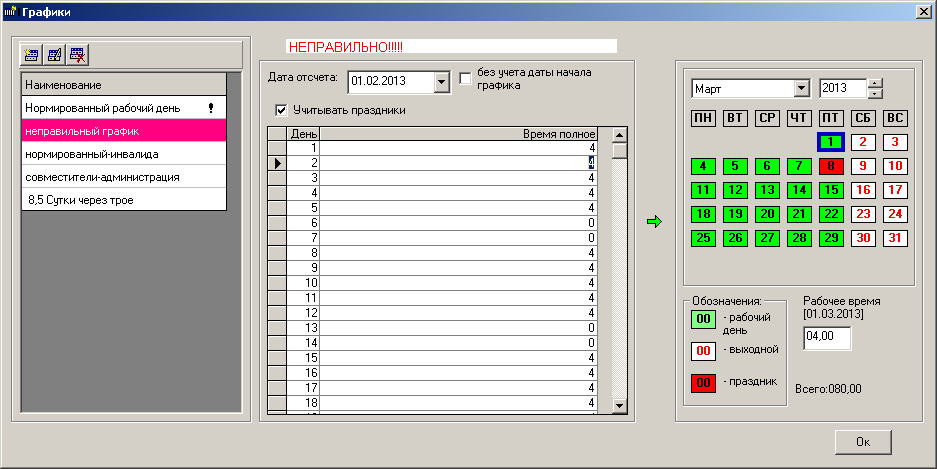 Графики
НЕПРАВИЛЬНО!!!!!
Наименование
Нормированный рабочий день !
неправильный график
нормированный-инвалида
совместители-администрация
8,5 Сутки через трое
Дата отсчета: 01.02.2013
без учета даты начала
графика
Учитывать праздники
День Время полное
1 4
2 4
3 4
4 4
5 4
6 0
7 0
8 4
9 4
10 4
11 4
12 4
13 0
14 0
15 4
16 4
17 4
18 4
Март 2013
ПН ВТ СР ЧТ ПТ СБ ВС
1 2 3
4 5 6 7 8 9 10
11 12 13 14 15 16 17
18 19 20 21 22 23 24
25 26 27 28 29 30 31
Обозначения:
00 - рабочий
день
00 - выходной
00 - праздник
Рабочее время
[01.03.2013]
04,00
Всего:080,00
Ок